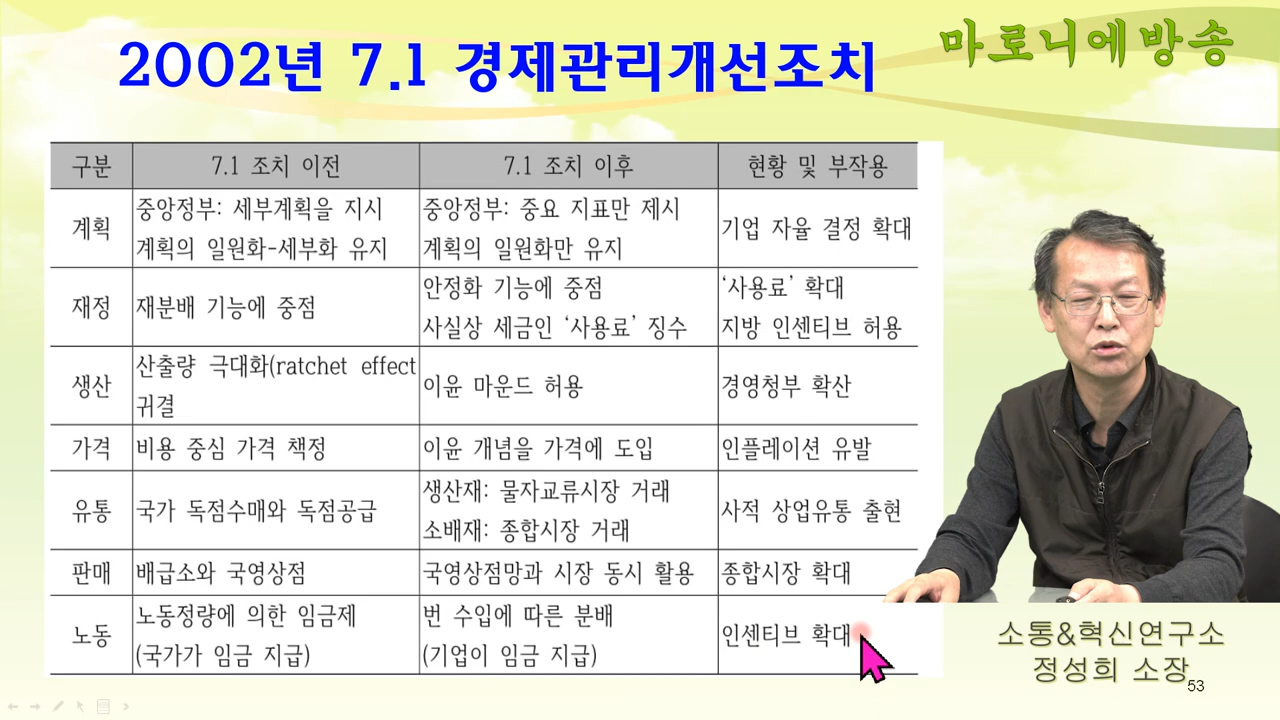 2002년 7.1 경제관리개선조치
마로니에방송
구분 7.1 조치 이전 7.1 조치 이후 현황 및 부작용
계획 중앙정부: 세부계획을 지시 중앙정부: 중요 지표만 제시 기업 자율 결정 확대
계획의 일원화-세부화 유지 계획의 일원화만 유지
재정 재분배 기능에 중점 안정화 기능에 중점 ‘사용료’ 확대
사실상 세금인 ‘사용료’ 징수 지방 인센티브 허용
생산 산출량 극대화(ratchet effect 이윤 마운드 허용 경영청부 확산
귀결
가격 비용 중심 가격 책정 이윤 개념을 가격에 도입 인플레이션 유발
유통 국가 독점수매와 독점공급 생산재: 물자교류시장 거래 사적 상업유통 출현
소배재: 종합시장 거래
판매 배급소와 국영상점 국영상점망과 시장 동시 활용 종합시장 확대
노동 노동정량에 의한 임금제 번 수입에 따른 분배 인센티브 확대
(국가가 임금 지급) (기업이 임금 지급)
소통&혁신연구소
정성희 소장
53